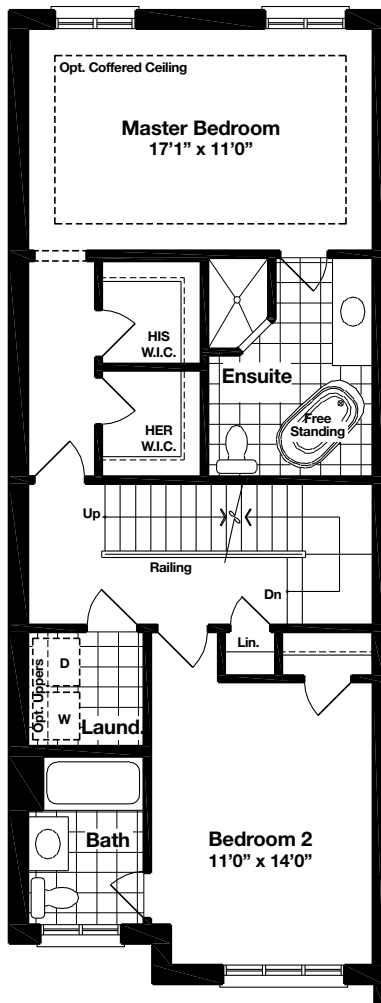 Opt. Coffered Ceiling
Master Bedroom
17’1” x 11’0”
HIS
W.I.C.
Ensuite
HER
W.I.C.
Free
Standing
Up
Railing
Dn
Lin.
Opt. Uppers
D
W
Laund.
Bath
Bedroom 2
11’0” x 14’0”